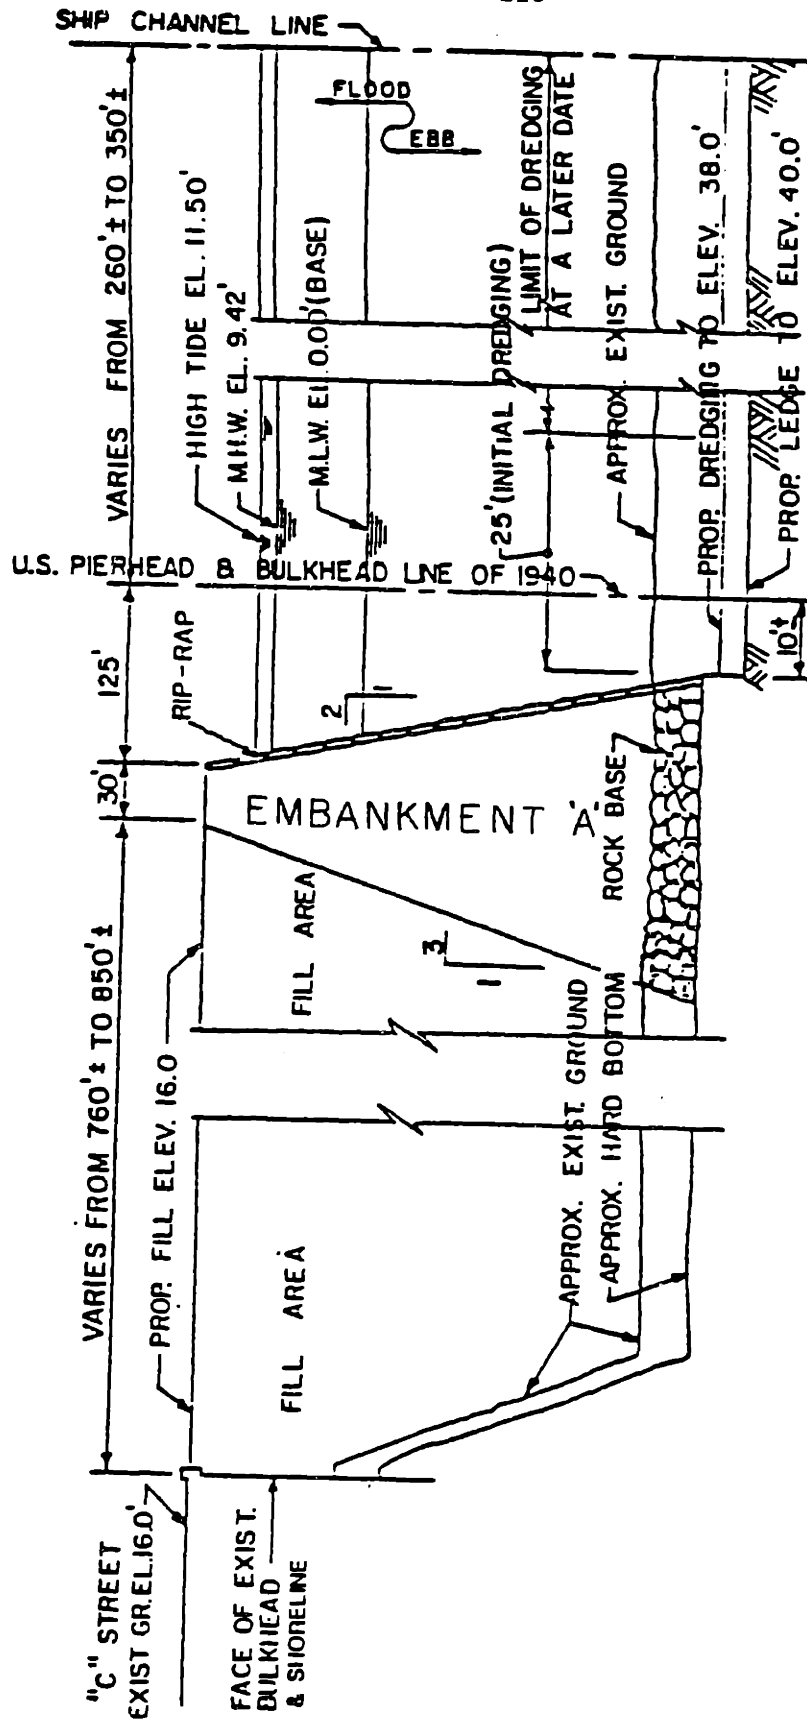 SHIP CHANNEL LINE
VARIES FROM 260'± TO 350'±
HIGH TIDE EL. 11.50'
M.H.W. EL. 9.42'
M.L.W. EL. 0.00' (BASE)
FLOOD
EBB
25' (INITIAL DREDGING)
LIMIT OF DREDGING
AT A LATER DATE
APPROX. EXIST. GROUND
PROP. DREDGING TO ELEV. 38.0'
PROP. LEDGE TO ELEV. 40.0'
U.S. PIERHEAD & BULKHEAD LINE OF 1940
125'
RIP-RAP
2
1
10'±
30'
EMBANKMENT 'A'
ROCK BASE
FILL AREA
3
1
VARIES FROM 760'± TO 850'±
PROP. FILL ELEV. 16.0
APPROX. EXIST. GROUND
APPROX. HARD BOTTOM
FILL AREA
"C" STREET
EXIST GR.EL.16.0'
FACE OF EXIST.
BULKHEAD
& SHORELINE